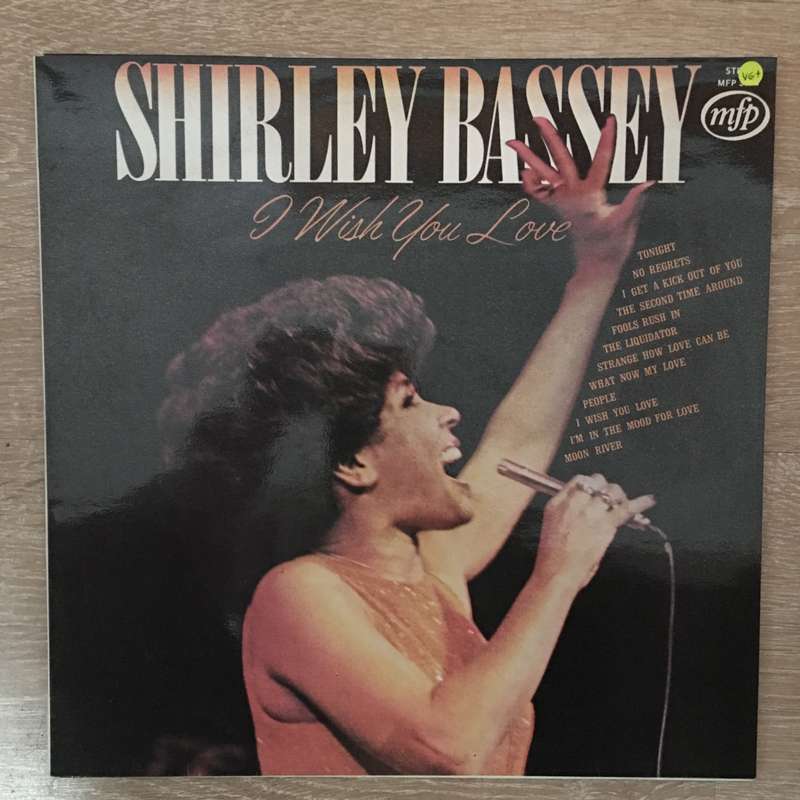 SHIRLEY BASSEY
I Wish You Love
MFP
VG+
mfp
TONIGHT
NO REGRETS
I GET A KICK OUT OF YOU
THE SECOND TIME AROUND
FOOLS RUSH IN
THE LIQUIDATOR
STRANGE HOW LOVE CAN BE
WHAT NOW MY LOVE
PEOPLE
I WISH YOU LOVE
I'M IN THE MOOD FOR LOVE
MOON RIVER